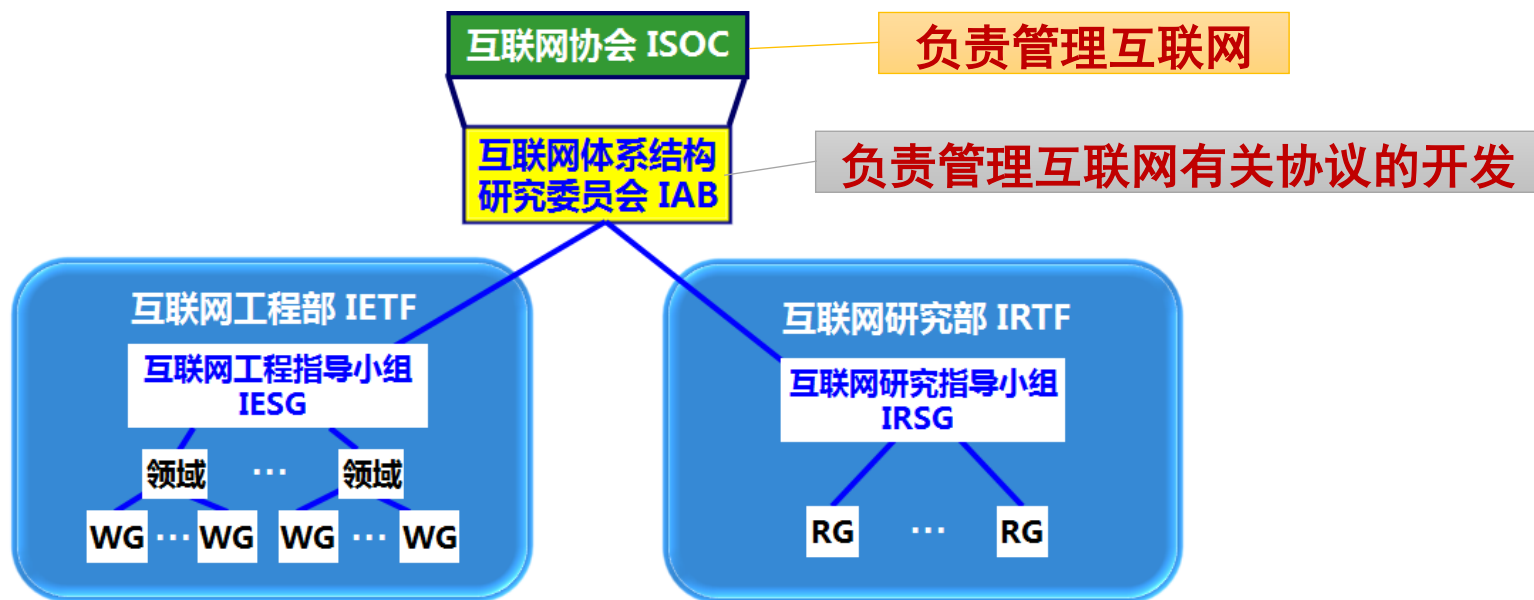 互联网协会 ISOC
负责管理互联网
互联网体系结构
研究委员会 IAB
负责管理互联网有关协议的开发
互联网工程部 IETF
互联网工程指导小组
IESG
领域 … 领域
WG … WG WG … WG
互联网研究部 IRTF
互联网研究指导小组
IRSG
RG … RG